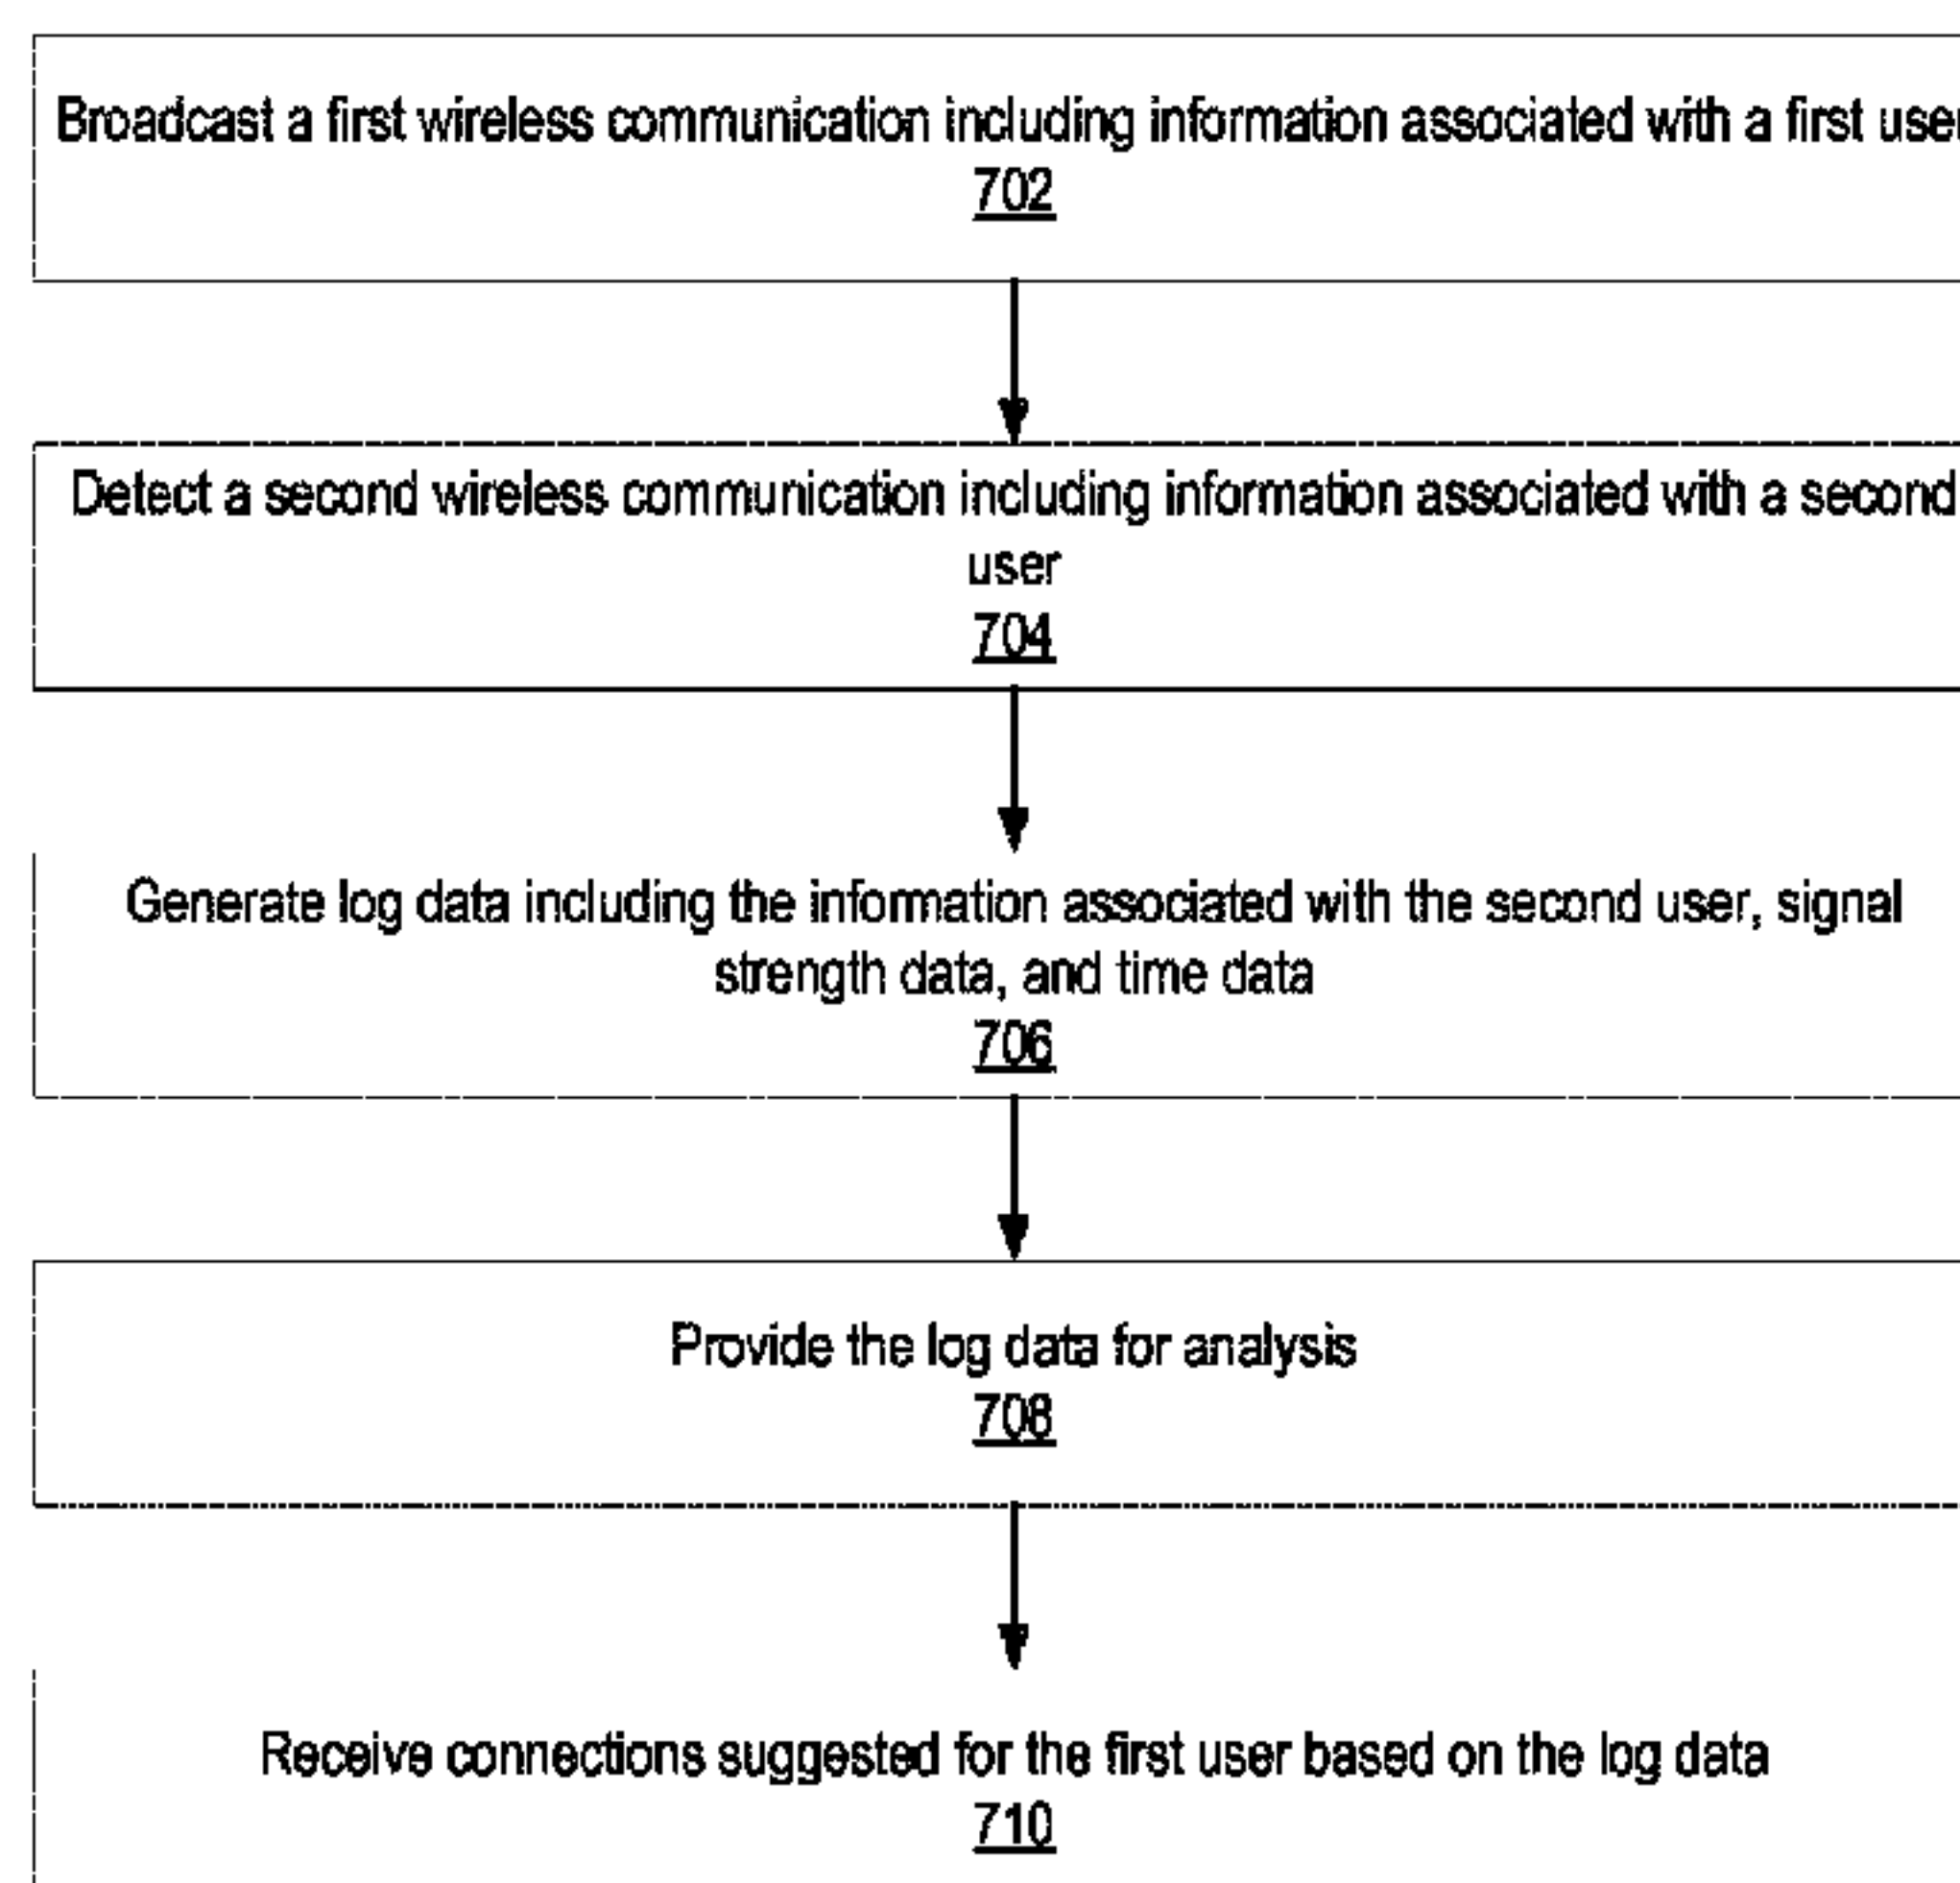 Broadcast a first wireless communication including information associated with a first user
702
Detect a second wireless communication including information associated with a second
user
704
Generate log data including the information associated with the second user, signal
strength data, and time data
706
Provide the log data for analysis
708
Receive connections suggested for the first user based on the log data
710